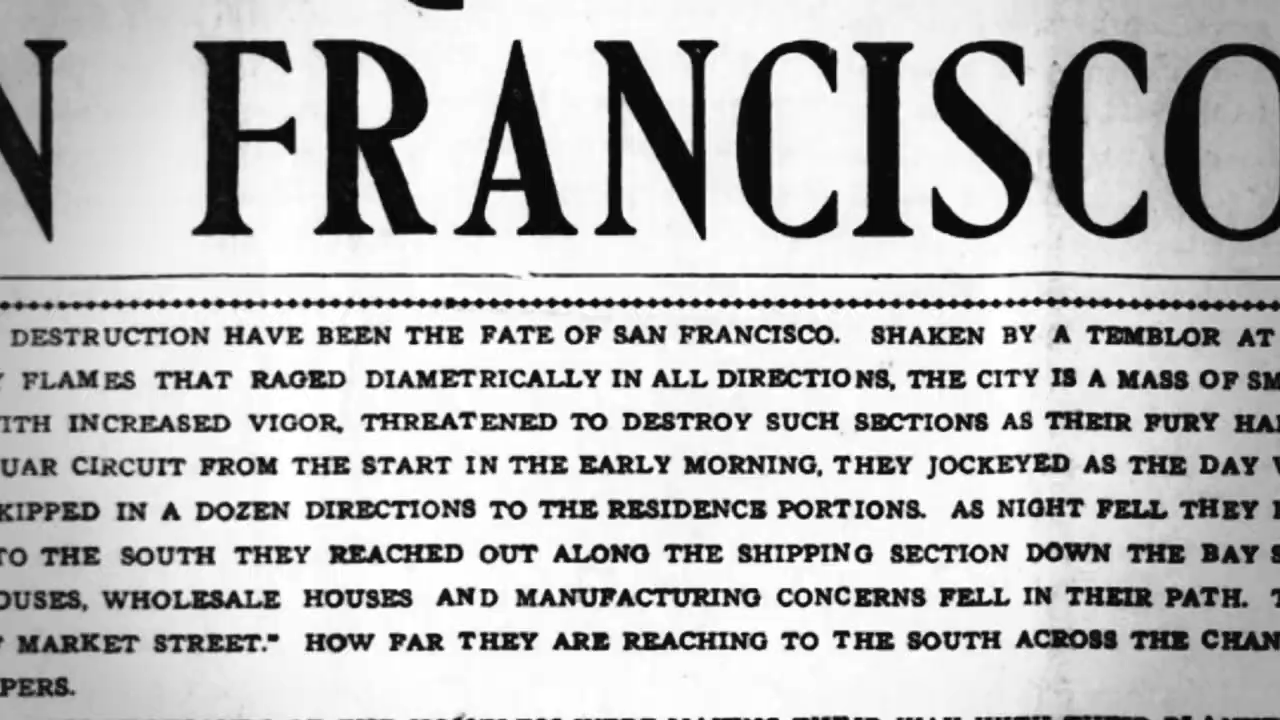 N FRANCISCO
DESTRUCTION HAVE BEEN THE FATE OF SAN FRANCISCO. SHAKEN BY A TEMBLOR AT
FLAMES THAT RAGED DIAMETRICALLY IN ALL DIRECTIONS, THE CITY IS A MASS OF SM
ITH INCREASED VIGOR, THREATENED TO DESTROY SUCH SECTIONS AS THEIR FURY HA
UAR CIRCUIT FROM THE START IN THE EARLY MORNING, THEY JOCKEYED AS THE DAY
KIPPED IN A DOZEN DIRECTIONS TO THE RESIDENCE PORTIONS. AS NIGHT FELL THEY
TO THE SOUTH THEY REACHED OUT ALONG THE SHIPPING SECTION DOWN THE BAY S
OUSES, WHOLESALE HOUSES AND MANUFACTURING CONCERNS FELL IN THEIR PATH. T
MARKET STREET." HOW FAR THEY ARE REACHING TO THE SOUTH ACROSS THE CHAN
PERS.